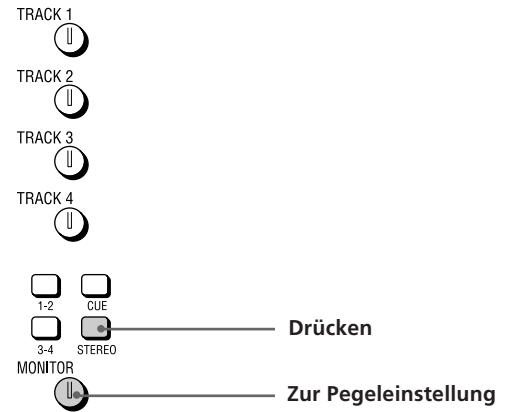 TRACK 1
TRACK 2
TRACK 3
TRACK 4
1-2 CUE
3-4 STEREO
Drücken
MONITOR
Zur Pegeleinstellung